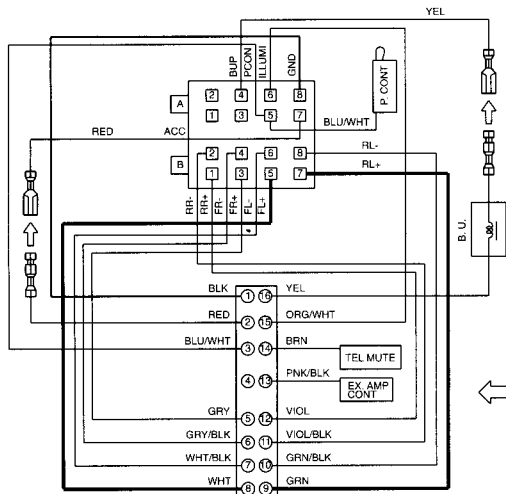 YEL
BUP
PCON
ILLUMI
GND
P. CONT
A
2
4
6
8
1
3
5
7
BLU/WHT
RED
ACC
RL-
RL+
B
2
4
6
8
1
3
5
7
RR-
RR+
FR-
FR+
FL-
FL+
B. U.
BLK
1
16
YEL
RED
2
15
ORG/WHT
BLU/WHT
3
14
BRN
TEL MUTE
4
13
PNK/BLK
EX. AMP
CONT
GRY
5
12
VIOL
GRY/BLK
6
11
VIOL/BLK
WHT/BLK
7
10
GRN/BLK
WHT
8
9
GRN